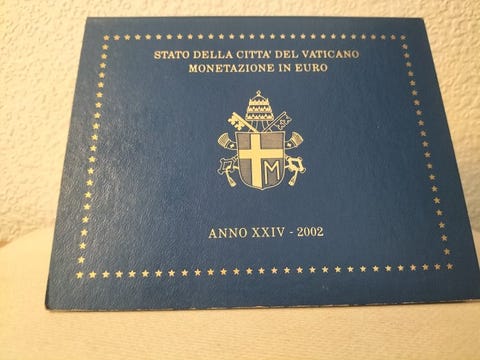 STATO DELLA CITTA' DEL VATICANO
MONETAZIONE IN EURO
M
ANNO XXIV - 2002